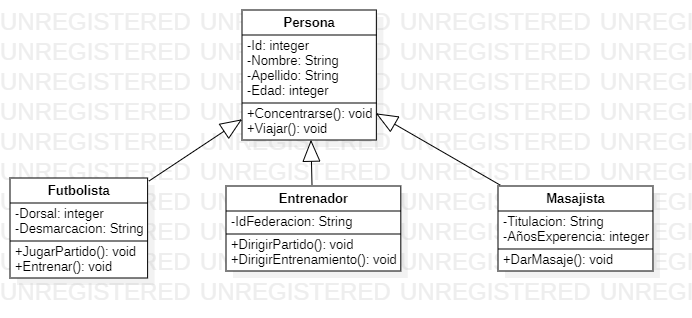 UNREGISTERED UNREGISTERED UNREGISTERED UNREGISTERED
Persona
-Id: integer
-Nombre: String
-Apellido: String
-Edad: integer
+Concentrarse(): void
+Viajar(): void
Futbolista
-Dorsal: integer
-Desmarcacion: String
+JugarPartido(): void
+Entrenar(): void
Entrenador
-IdFederacion: String
+DirigirPartido(): void
+DirigirEntrenamiento(): void
Masajista
-Titulacion: String
-AñosExperencia: integer
+DarMasaje(): void